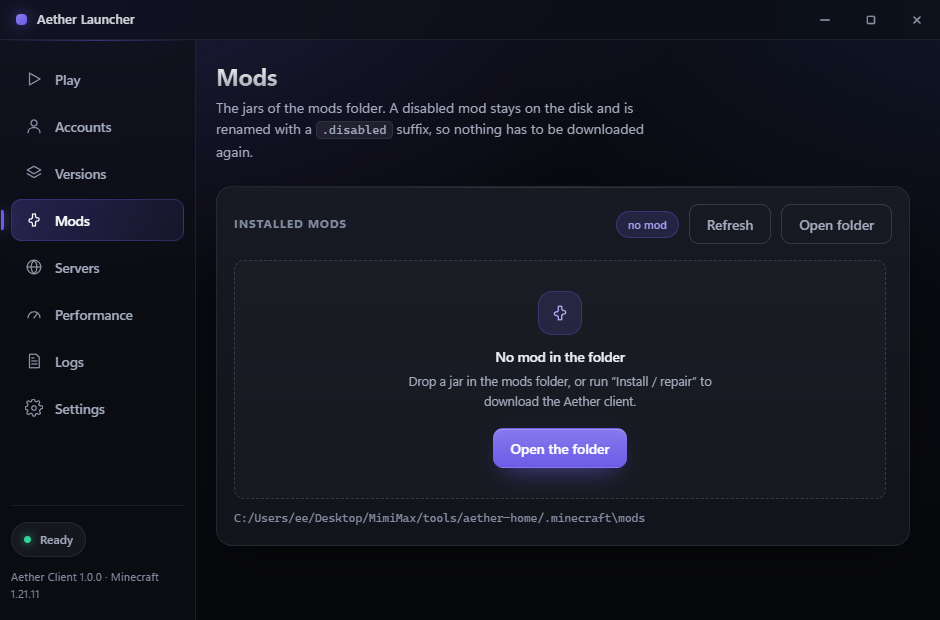 Aether Launcher
Play
Accounts
Versions
Mods
Servers
Performance
Logs
Settings
Ready
Aether Client 1.0.0 · Minecraft
1.21.11
Mods
The jars of the mods folder. A disabled mod stays on the disk and is
renamed with a .disabled suffix, so nothing has to be downloaded
again.
INSTALLED MODS
no mod
Refresh
Open folder
No mod in the folder
Drop a jar in the mods folder, or run "Install / repair" to
download the Aether client.
Open the folder
C:/Users/ee/Desktop/MimiMax/tools/aether-home/.minecraft\mods